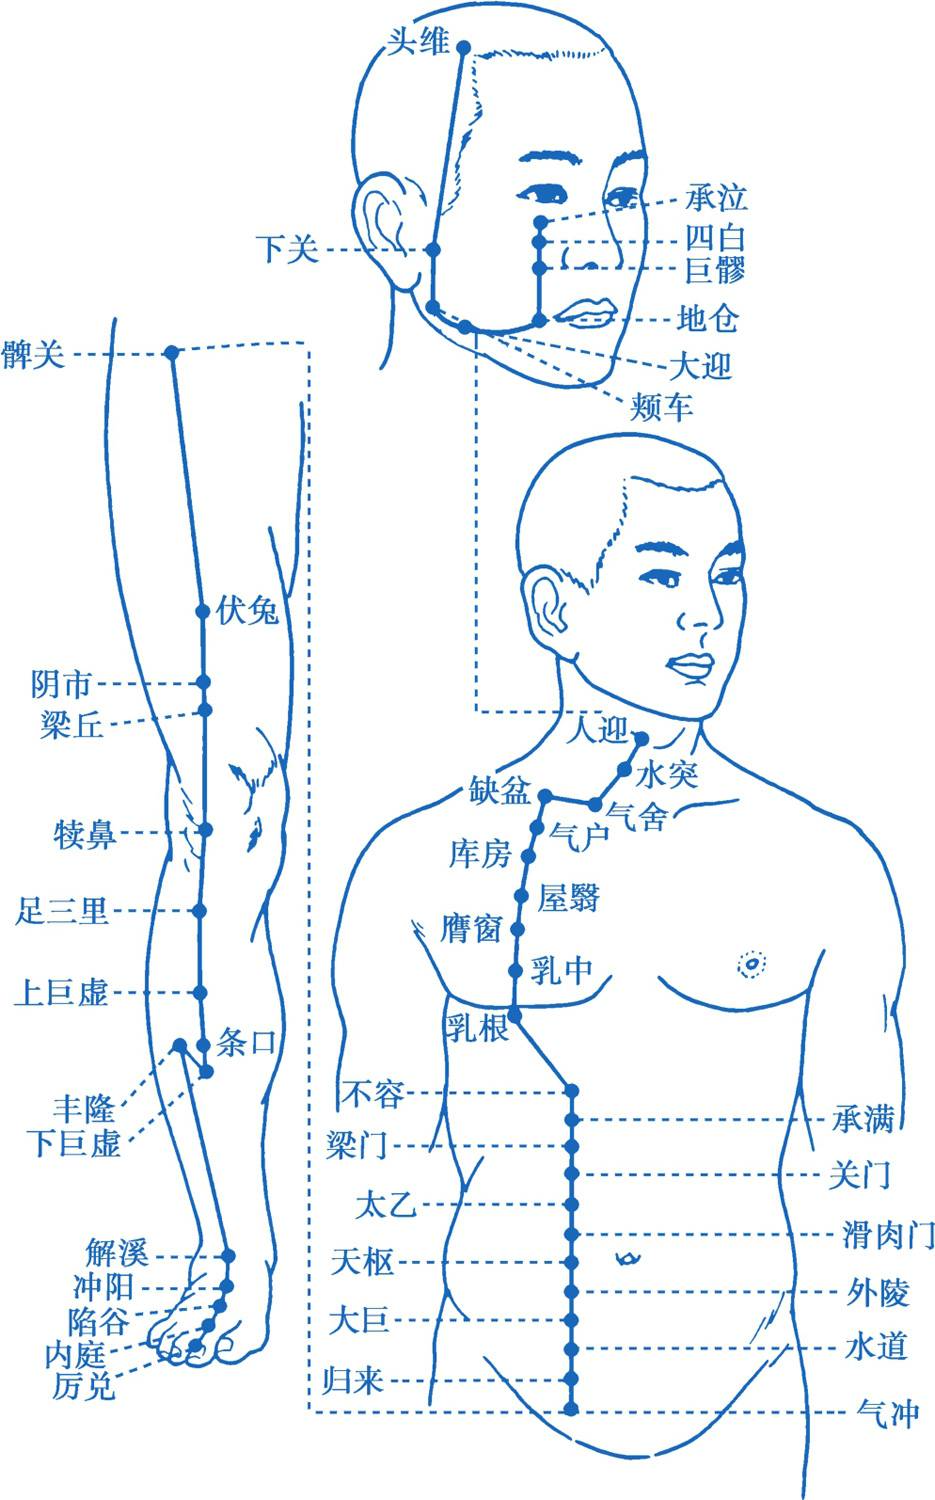 头维
承泣
四白
下关
巨髎
地仓
大迎
颊车
髀关
伏兔
阴市
梁丘
犊鼻
足三里
上巨虚
条口
丰隆
下巨虚
解溪
冲阳
陷谷
内庭
厉兑
人迎
水突
缺盆
气舍
气户
库房
屋翳
膺窗
乳中
乳根
不容
承满
梁门
关门
太乙
滑肉门
天枢
外陵
大巨
水道
归来
气冲